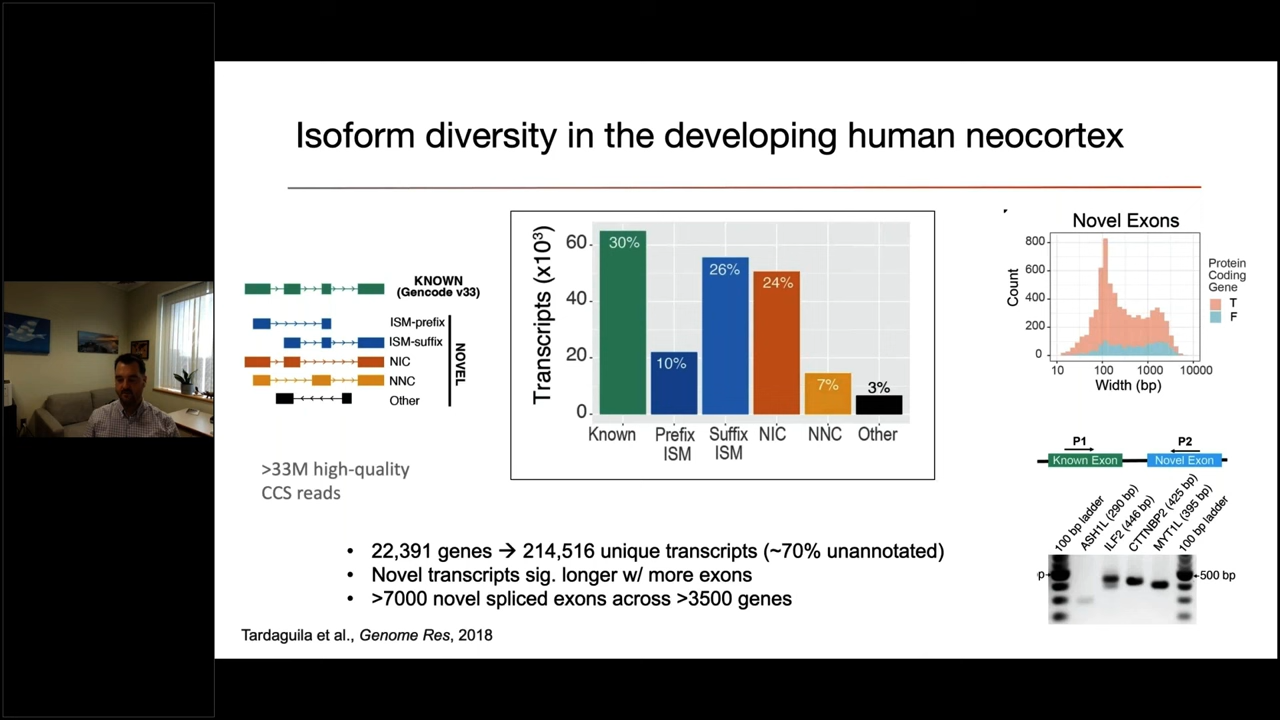 Isoform diversity in the developing human neocortex
KNOWN
(Gencode v33)
ISM-prefix
ISM-suffix
NIC
NNC
Other
NOVEL
>33M high-quality
CCS reads
Transcripts (x10³)
60
40
20
0
30%
10%
26%
24%
7%
3%
Known
Prefix
ISM
Suffix
ISM
NIC
NNC
Other
Novel Exons
Count
800
600
400
200
0
10
100
1000
10000
Width (bp)
Protein
Coding
Gene
T
F
P1
P2
Known Exon
Novel Exon
100 bp ladder
ASH1L (290 bp)
ILF2 (446 bp)
CTTNBP2 (425 bp)
MYT1L (395 bp)
100 bp ladder
p
500 bp
• 22,391 genes → 214,516 unique transcripts (~70% unannotated)
• Novel transcripts sig. longer w/ more exons
• >7000 novel spliced exons across >3500 genes
Tardaguila et al., Genome Res, 2018